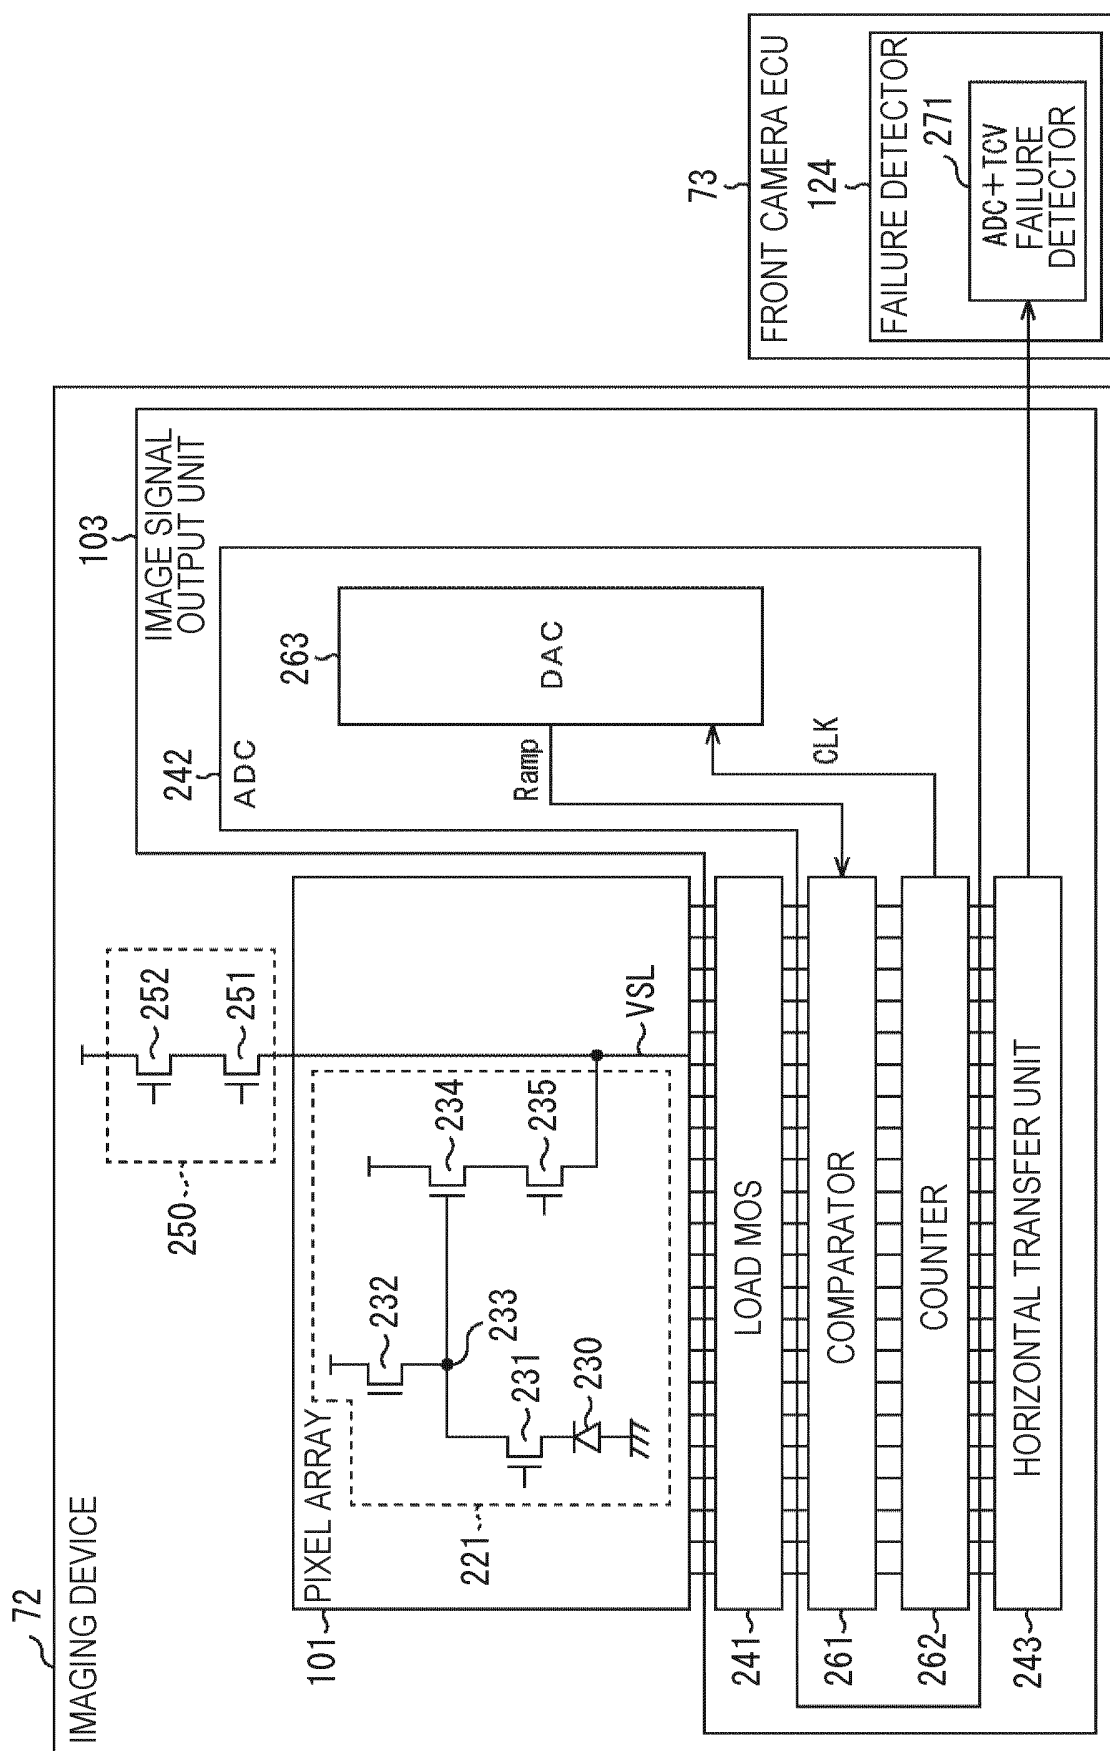 72
IMAGING DEVICE
101
PIXEL ARRAY
221
230
231
232
233
234
235
VSL
250
251
252
103
IMAGE SIGNAL
OUTPUT UNIT
242
ADC
263
DAC
Ramp
CLK
241
LOAD MOS
261
COMPARATOR
262
COUNTER
243
HORIZONTAL TRANSFER UNIT
73
FRONT CAMERA ECU
124
FAILURE DETECTOR
271
ADC+TCV
FAILURE
DETECTOR